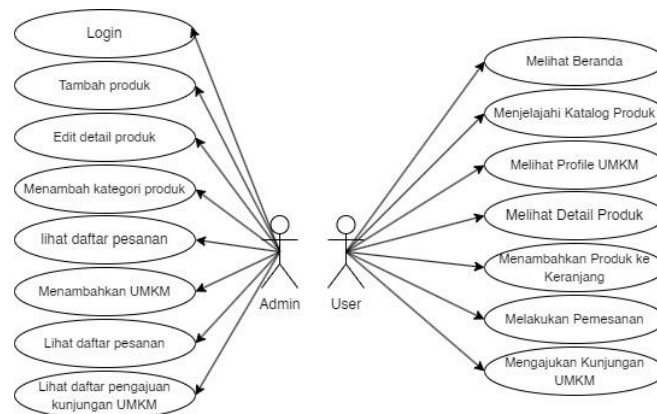 Login
Tambah produk
Edit detail produk
Menambah kategori produk
lihat daftar pesanan
Menambahkan UMKM
Lihat daftar pesanan
Lihat daftar pengajuan
kunjungan UMKM
Admin
User
Melihat Beranda
Menjelajahi Katalog Produk
Melihat Profile UMKM
Melihat Detail Produk
Menambahkan Produk ke
Keranjang
Melakukan Pemesanan
Mengajukan Kunjungan
UMKM